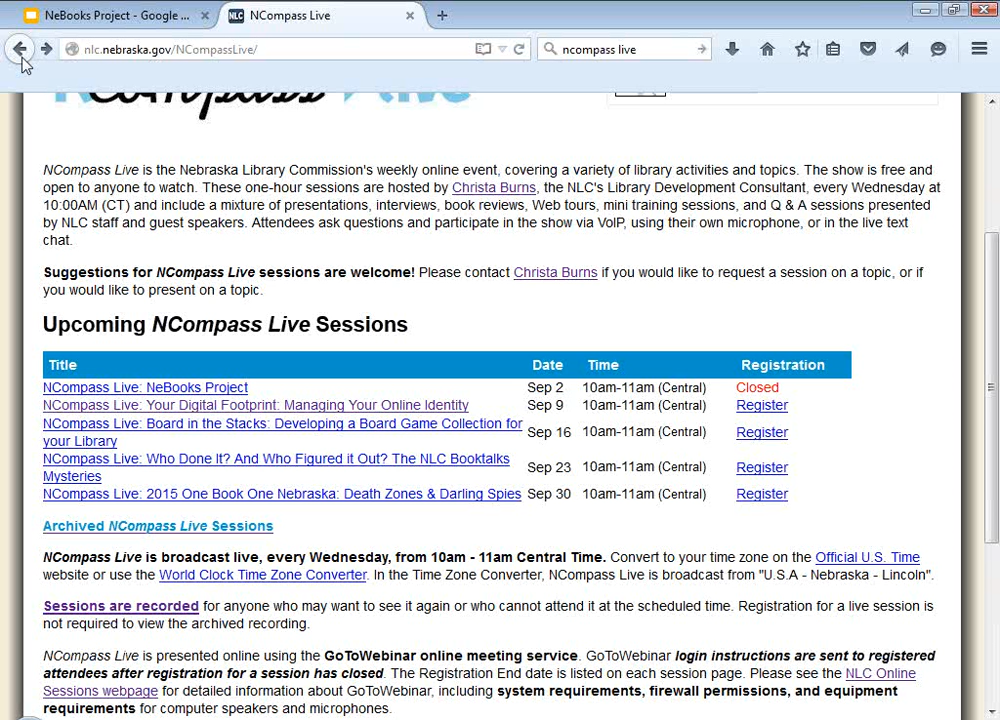 NeBooks Project - Google ...
NCompass Live
nlc.nebraska.gov/NCompassLive/
ncompass live
NCompass Live
NCompass Live is the Nebraska Library Commission's weekly online event, covering a variety of library activities and topics. The show is free and
open to anyone to watch. These one-hour sessions are hosted by Christa Burns, the NLC's Library Development Consultant, every Wednesday at
10:00AM (CT) and include a mixture of presentations, interviews, book reviews, Web tours, mini training sessions, and Q & A sessions presented
by NLC staff and guest speakers. Attendees ask questions and participate in the show via VoIP, using their own microphone, or in the live text
chat.
Suggestions for NCompass Live sessions are welcome! Please contact Christa Burns if you would like to request a session on a topic, or if
you would like to present on a topic.
Upcoming NCompass Live Sessions
Title Date Time Registration
NCompass Live: NeBooks Project Sep 2 10am-11am (Central) Closed
NCompass Live: Your Digital Footprint: Managing Your Online Identity Sep 9 10am-11am (Central) Register
NCompass Live: Board in the Stacks: Developing a Board Game Collection for
your Library Sep 16 10am-11am (Central) Register
NCompass Live: Who Done It? And Who Figured it Out? The NLC Booktalks
Mysteries Sep 23 10am-11am (Central) Register
NCompass Live: 2015 One Book One Nebraska: Death Zones & Darling Spies Sep 30 10am-11am (Central) Register
Archived NCompass Live Sessions
NCompass Live is broadcast live, every Wednesday, from 10am - 11am Central Time. Convert to your time zone on the Official U.S. Time
website or use the World Clock Time Zone Converter. In the Time Zone Converter, NCompass Live is broadcast from "U.S.A - Nebraska - Lincoln".
Sessions are recorded for anyone who may want to see it again or who cannot attend it at the scheduled time. Registration for a live session is
not required to view the archived recording.
NCompass Live is presented online using the GoToWebinar online meeting service. GoToWebinar login instructions are sent to registered
attendees after registration for a session has closed. The Registration End date is listed on each session page. Please see the NLC Online
Sessions webpage for detailed information about GoToWebinar, including system requirements, firewall permissions, and equipment
requirements for computer speakers and microphones.